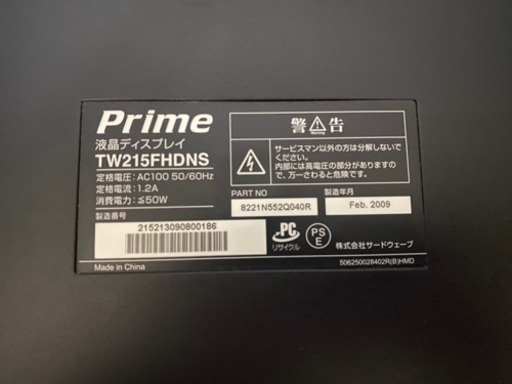 Prime
液晶ディスプレイ
TW215FHDNS
定格電圧:AC100 50/60Hz
定格電流:1.2A
消費電力:≦50W
製造番号
215213090800186
Made in China
警告
サービスマン以外の方は分解しないで
ください。
内部には高電圧の部分がありますので、
万一さわると危険です。
PART NO
8221N552Q040R
製造年月
Feb. 2009
PC
リサイクル
PS
E
株式会社サードウェーブ
506250028402R(B)HMD